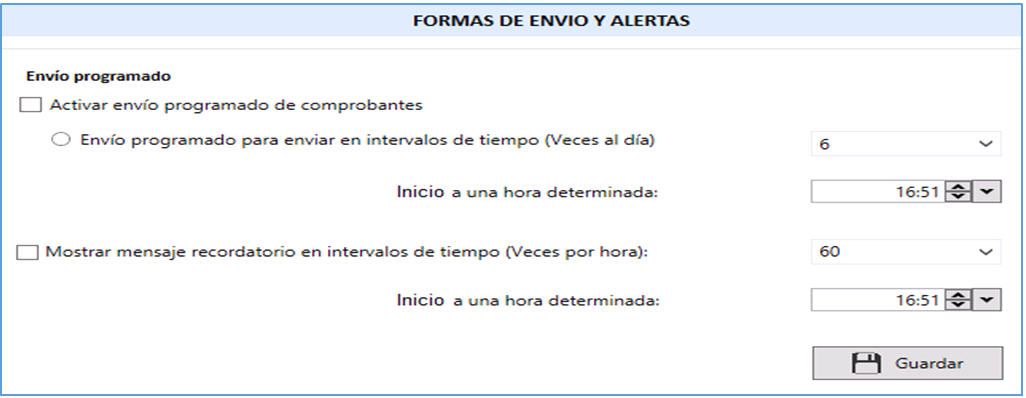 FORMAS DE ENVIO Y ALERTAS
Envío programado
Activar envío programado de comprobantes
Envío programado para enviar en intervalos de tiempo (Veces al día) 6
Inicio a una hora determinada: 16:51
Mostrar mensaje recordatorio en intervalos de tiempo (Veces por hora): 60
Inicio a una hora determinada: 16:51
Guardar